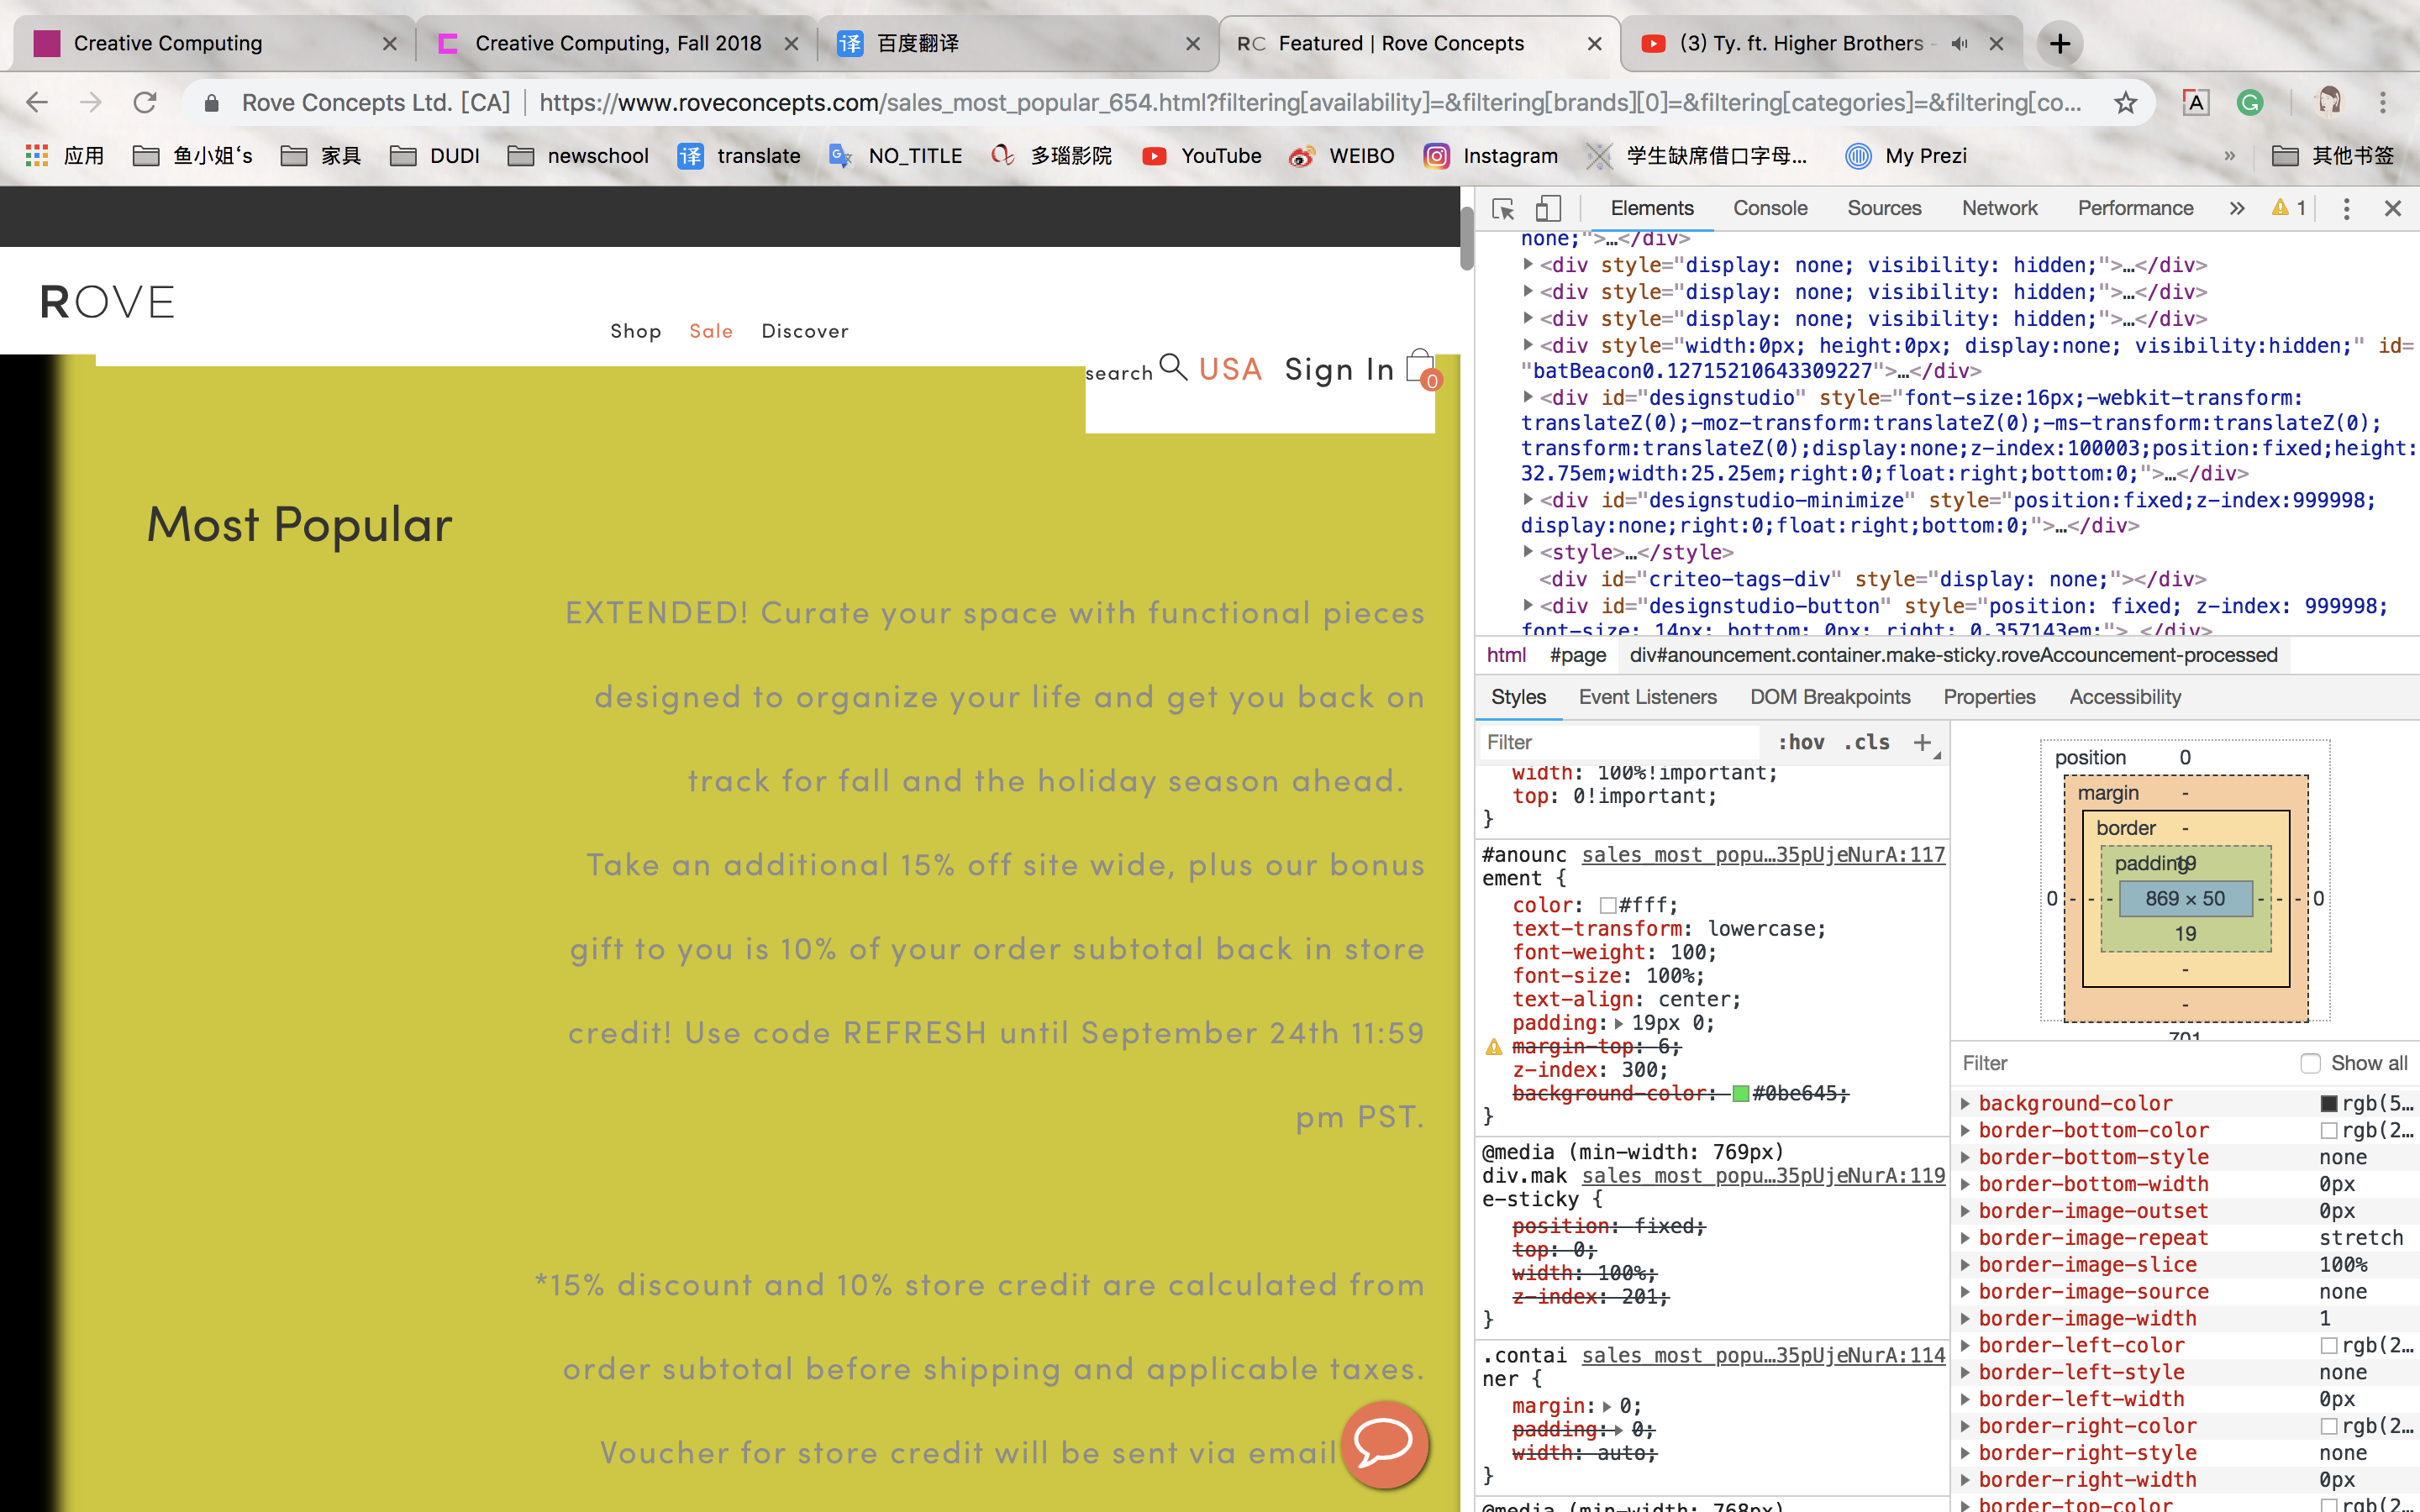 Creative Computing
Creative Computing, Fall 2018
译 百度翻译
RC Featured | Rove Concepts
(3) Ty. ft. Higher Brothers -
Rove Concepts Ltd. [CA] | https://www.roveconcepts.com/sales_most_popular_654.html?filtering[availability]=&filtering[brands][0]=&filtering[categories]=&filtering[co...
应用 鱼小姐‘s 家具 DUDI newschool 译 translate NO_TITLE 多瑙影院 YouTube WEIBO Instagram 学生缺席借口字母... My Prezi » 其他书签
ROVE
Shop Sale Discover
search USA Sign In 0
Most Popular
EXTENDED! Curate your space with functional pieces
designed to organize your life and get you back on
track for fall and the holiday season ahead.
Take an additional 15% off site wide, plus our bonus
gift to you is 10% of your order subtotal back in store
credit! Use code REFRESH until September 24th 11:59
pm PST.
*15% discount and 10% store credit are calculated from
order subtotal before shipping and applicable taxes.
Voucher for store credit will be sent via email
Elements Console Sources Network Performance » 1
none;">…</div>
<div style="display: none; visibility: hidden;">…</div>
<div style="display: none; visibility: hidden;">…</div>
<div style="display: none; visibility: hidden;">…</div>
<div style="width:0px; height:0px; display:none; visibility:hidden;" id=
"batBeacon0.12715210643309227">…</div>
<div id="designstudio" style="font-size:16px;-webkit-transform:
translateZ(0);-moz-transform:translateZ(0);-ms-transform:translateZ(0);
transform:translateZ(0);display:none;z-index:100003;position:fixed;height:
32.75em;width:25.25em;right:0;float:right;bottom:0;">…</div>
<div id="designstudio-minimize" style="position:fixed;z-index:999998;
display:none;right:0;float:right;bottom:0;">…</div>
<style>…</style>
<div id="criteo-tags-div" style="display: none;"></div>
<div id="designstudio-button" style="position: fixed; z-index: 999998;
font-size: 14px; bottom: 0px; right: 0.357143em;">…</div>
html #page div#anouncement.container.make-sticky.roveAccouncement-processed
Styles Event Listeners DOM Breakpoints Properties Accessibility
Filter :hov .cls +
width: 100%!important;
top: 0!important;
}
#anounc sales_most_popu…35pUjeNurA:117
ement {
color: #fff;
text-transform: lowercase;
font-weight: 100;
font-size: 100%;
text-align: center;
padding: 19px 0;
margin-top: 6;
z-index: 300;
background-color: #0be645;
}
@media (min-width: 769px)
div.mak sales_most_popu…35pUjeNurA:119
e-sticky {
position: fixed;
top: 0;
width: 100%;
z-index: 201;
}
.contai sales_most_popu…35pUjeNurA:114
ner {
margin: 0;
padding: 0;
width: auto;
}
@media (min-width: 768px)
position 0
margin -
border -
padding 19
0 - - - 869 × 50 - - - 0
19
-
-
701
Filter Show all
background-color rgb(5…
border-bottom-color rgb(2…
border-bottom-style none
border-bottom-width 0px
border-image-outset 0px
border-image-repeat stretch
border-image-slice 100%
border-image-source none
border-image-width 1
border-left-color rgb(2…
border-left-style none
border-left-width 0px
border-right-color rgb(2…
border-right-style none
border-right-width 0px
border-top-color rgb(2…